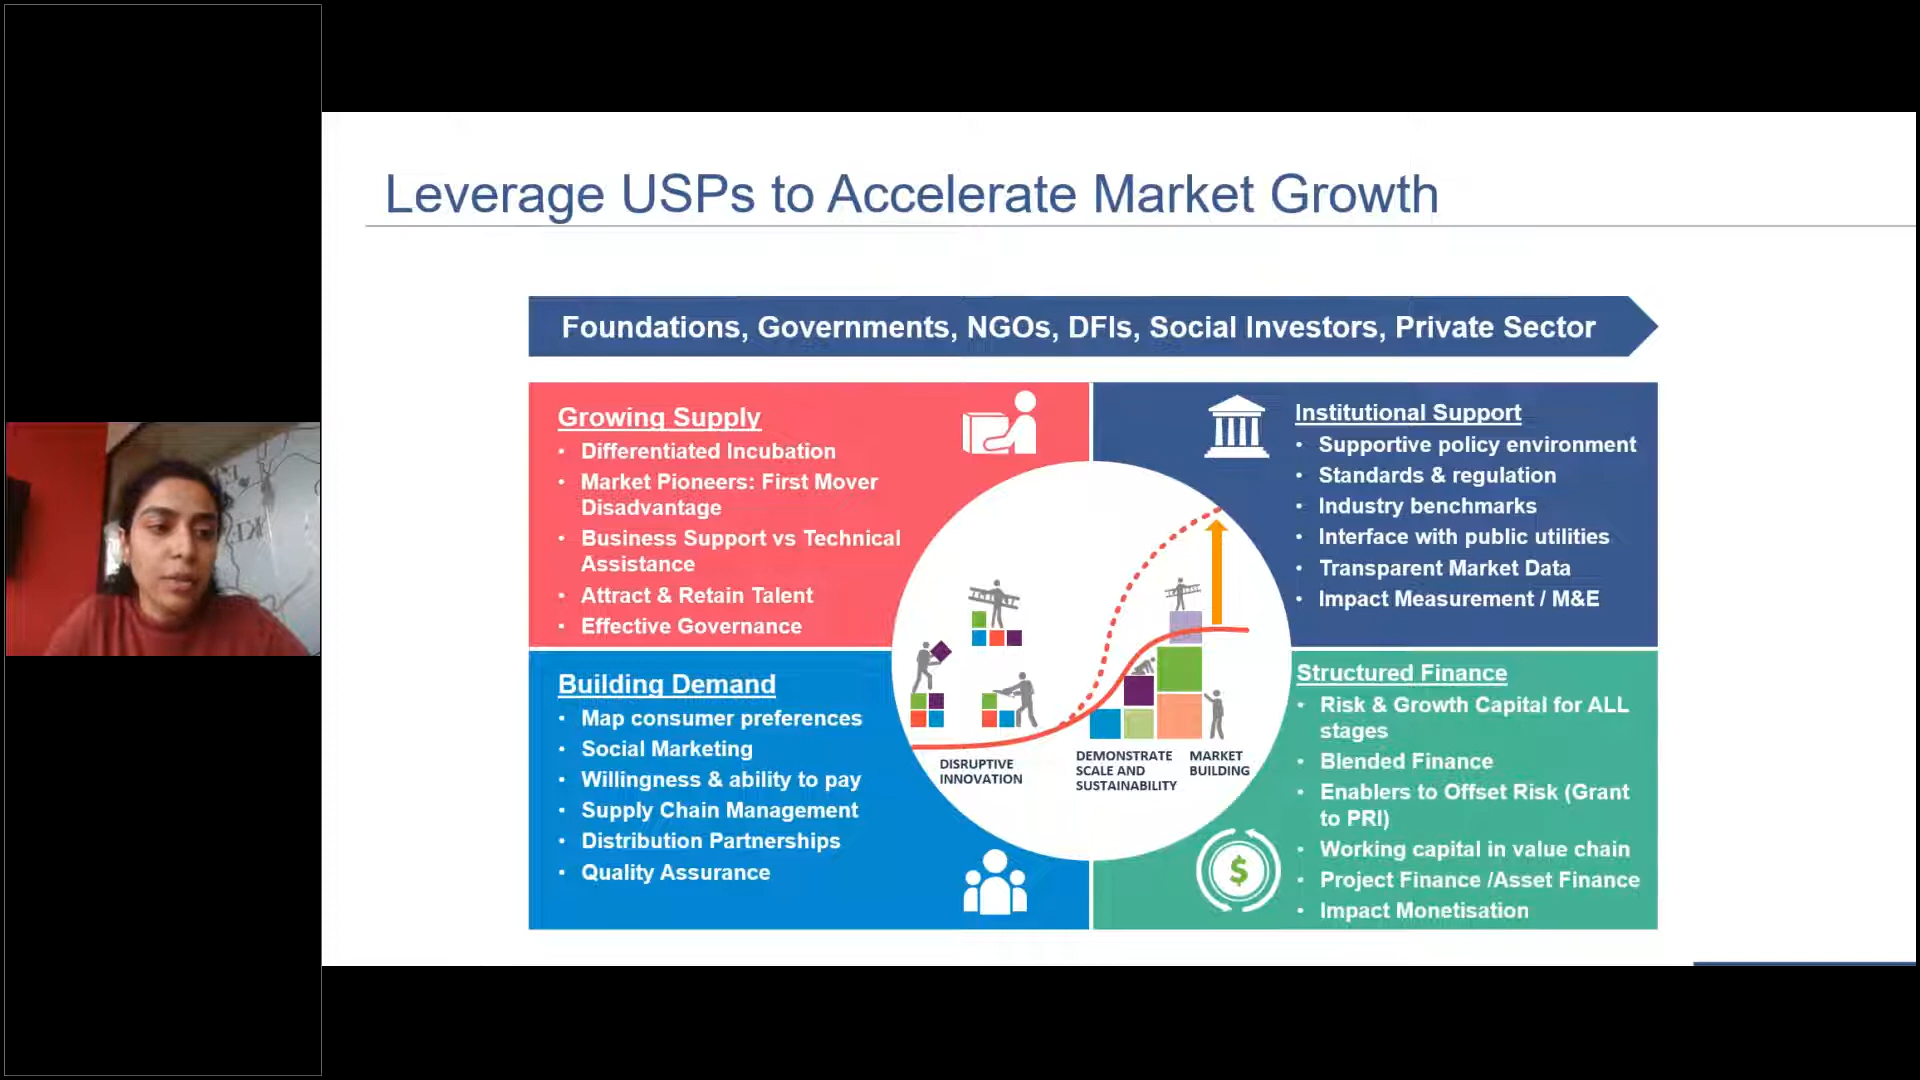 Leverage USPs to Accelerate Market Growth
Foundations, Governments, NGOs, DFIs, Social Investors, Private Sector
Growing Supply
• Differentiated Incubation
• Market Pioneers: First Mover
Disadvantage
• Business Support vs Technical
Assistance
• Attract & Retain Talent
• Effective Governance
Institutional Support
• Supportive policy environment
• Standards & regulation
• Industry benchmarks
• Interface with public utilities
• Transparent Market Data
• Impact Measurement / M&E
Building Demand
• Map consumer preferences
• Social Marketing
• Willingness & ability to pay
• Supply Chain Management
• Distribution Partnerships
• Quality Assurance
DISRUPTIVE
INNOVATION
DEMONSTRATE
SCALE AND
SUSTAINABILITY
MARKET
BUILDING
Structured Finance
• Risk & Growth Capital for ALL
stages
• Blended Finance
• Enablers to Offset Risk (Grant
to PRI)
• Working capital in value chain
• Project Finance /Asset Finance
• Impact Monetisation
$